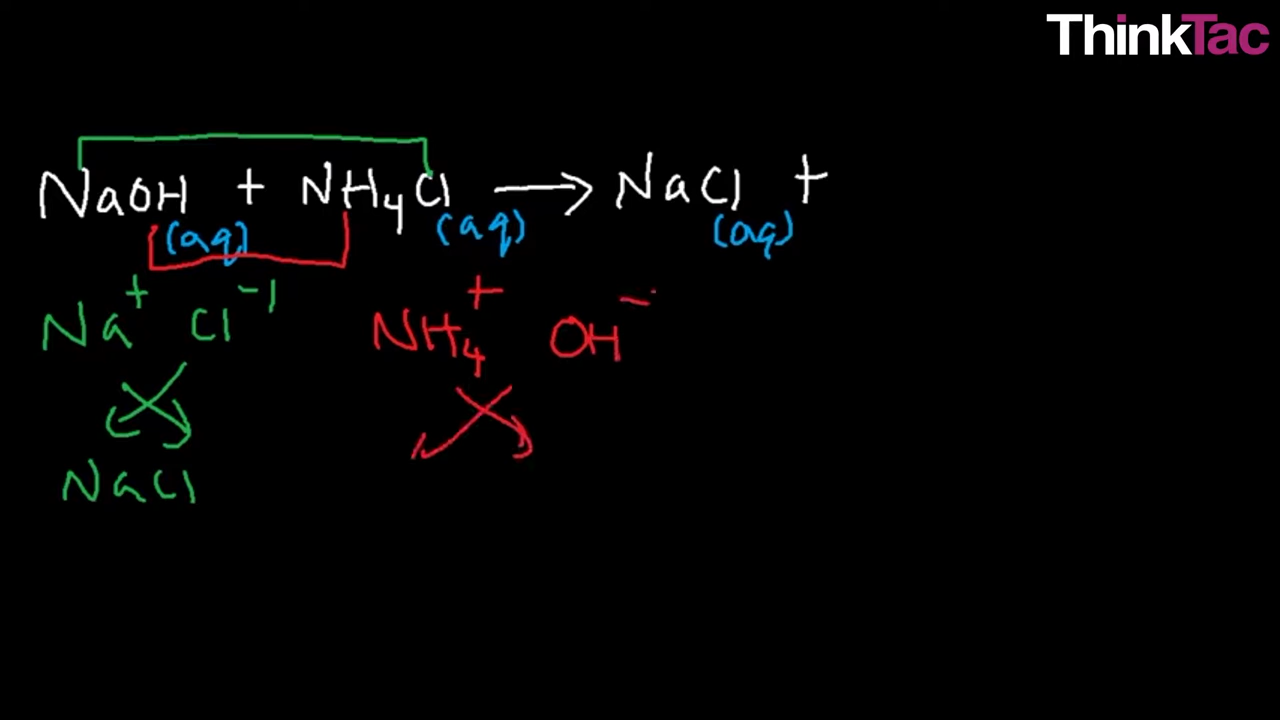 ThinkTac
NaOH + NH₄Cl ⟶ NaCl +
(aq) (aq) (aq)
Na⁺ Cl⁻¹ NH₄⁺ OH⁻
NaCl